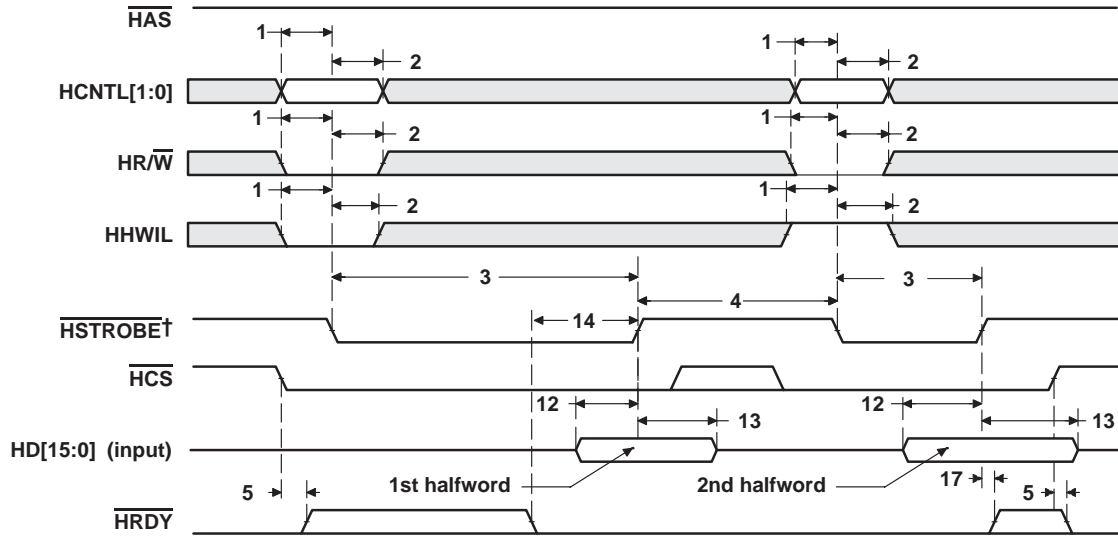 HAS
1
1
2
2
HCNTL[1:0]
1
1
2
2
HR/W
1
1
2
2
HHWIL
3
3
4
14
HSTROBE†
HCS
12
12
13
13
HD[15:0] (input)
1st halfword
2nd halfword
5
17
5
HRDY